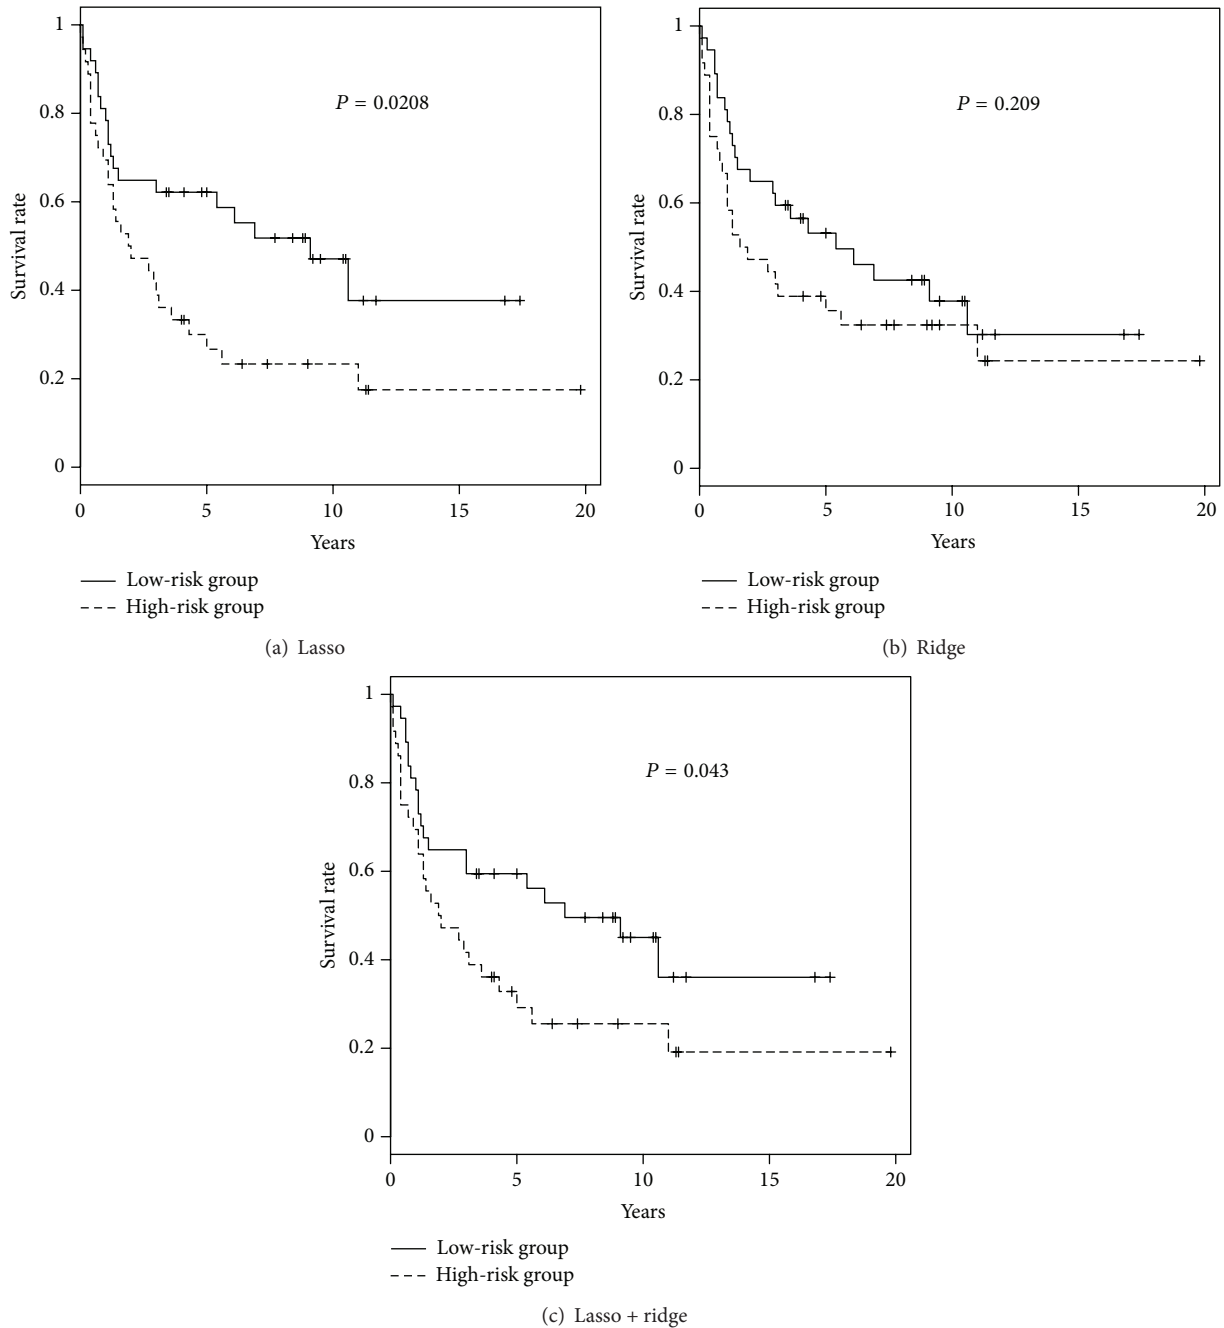 1
0.8
0.6
0.4
0.2
0
Survival rate
P = 0.0208
0 5 10 15 20
Years
Low-risk group
High-risk group
(a) Lasso
1
0.8
0.6
0.4
0.2
0
Survival rate
P = 0.209
0 5 10 15 20
Years
Low-risk group
High-risk group
(b) Ridge
1
0.8
0.6
0.4
0.2
0
Survival rate
P = 0.043
0 5 10 15 20
Years
Low-risk group
High-risk group
(c) Lasso + ridge